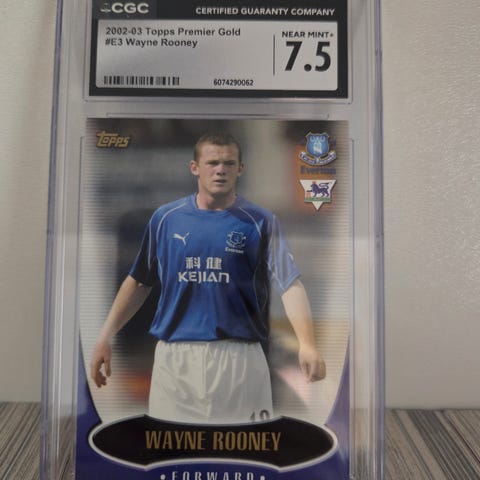 CGC
CERTIFIED GUARANTY COMPANY
2002-03 Topps Premier Gold
#E3 Wayne Rooney
NEAR MINT+
7.5
6074290062
topps
Everton
Everton
科健
KEJIAN
WAYNE ROONEY
• FORWARD •